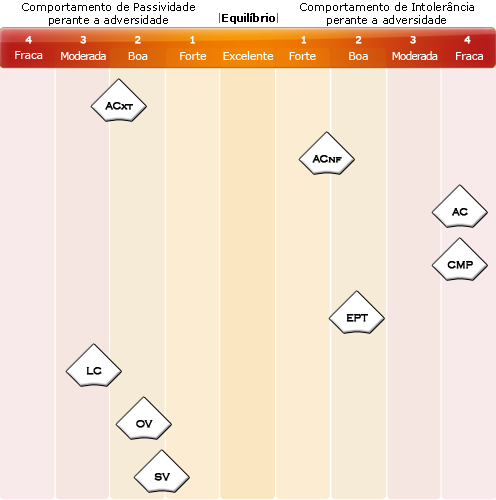 Comportamento de Passividade
perante a adversidade
|Equilíbrio|
Comportamento de Intolerância
perante a adversidade
4 3 2 1 1 2 3 4
Fraca Moderada Boa Forte Excelente Forte Boa Moderada Fraca
ACXT
ACNF
AC
CMP
EPT
LC
OV
SV